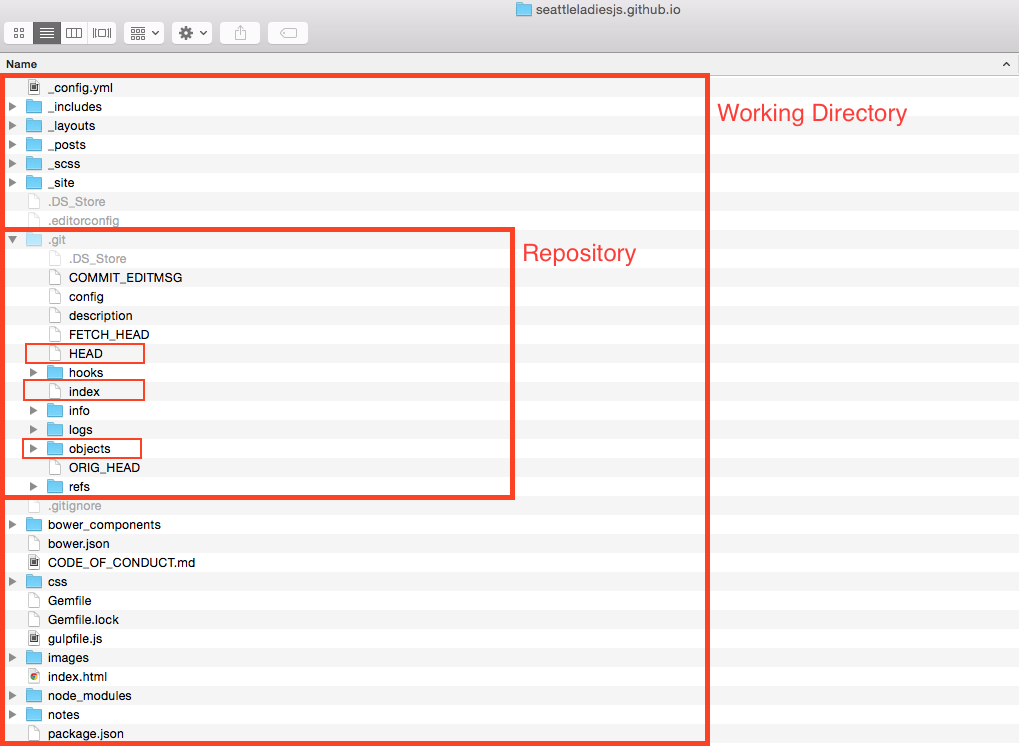 seattleladiesjs.github.io
Name
_config.yml
_includes
Working Directory
_layouts
_posts
_scss
_site
.DS_Store
.editorconfig
.git
Repository
.DS_Store
COMMIT_EDITMSG
config
description
FETCH_HEAD
HEAD
hooks
index
info
logs
objects
ORIG_HEAD
refs
.gitignore
bower_components
bower.json
CODE_OF_CONDUCT.md
css
Gemfile
Gemfile.lock
gulpfile.js
images
index.html
node_modules
notes
package.json